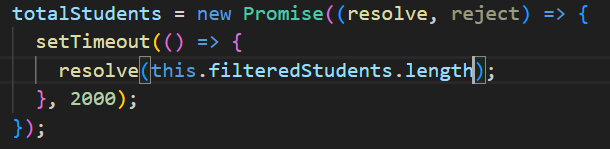 totalStudents = new Promise((resolve, reject) => {
  setTimeout(() => {
    resolve(this.filteredStudents.length);
  }, 2000);
});